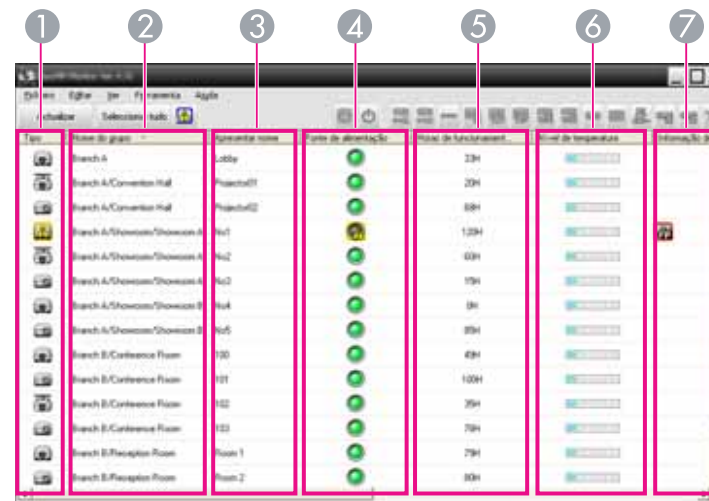 1 2 3 4 5 6 7
Editar Ver Ferramenta Ajuda
Actualizar Seleccionar tudo
Tipo Nome do grupo Apresentar nome Fonte de alimentação Horas de funcionament... Nível de temperatura Informação de
Branch A Lobby 33H
Branch A/Convention Hall Projector01 20H
Branch A/Convention Hall Projector02 68H
Branch A/Showroom/Showroom A No1 120H
Branch A/Showroom/Showroom A No2 60H
Branch A/Showroom/Showroom A No3 15H
Branch A/Showroom/Showroom B No4
Branch A/Showroom/Showroom B No5 85H
Branch B/Conference Room 100 49H
Branch B/Conference Room 101 100H
Branch B/Conference Room 102 35H
Branch B/Conference Room 103 78H
Branch B/Reception Room Room 1 79H
Branch B/Reception Room Room 2 80H